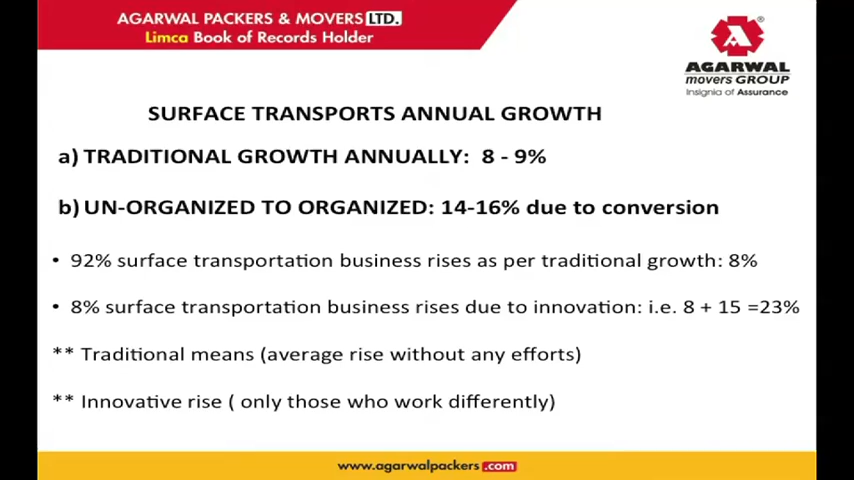 AGARWAL PACKERS & MOVERS LTD.
Limca Book of Records Holder
A ®
AGARWAL
movers GROUP
Insignia of Assurance
SURFACE TRANSPORTS ANNUAL GROWTH
a) TRADITIONAL GROWTH ANNUALLY: 8 - 9%
b) UN-ORGANIZED TO ORGANIZED: 14-16% due to conversion
• 92% surface transportation business rises as per traditional growth: 8%
• 8% surface transportation business rises due to innovation: i.e. 8 + 15 =23%
** Traditional means (average rise without any efforts)
** Innovative rise ( only those who work differently)
www.agarwalpackers.com